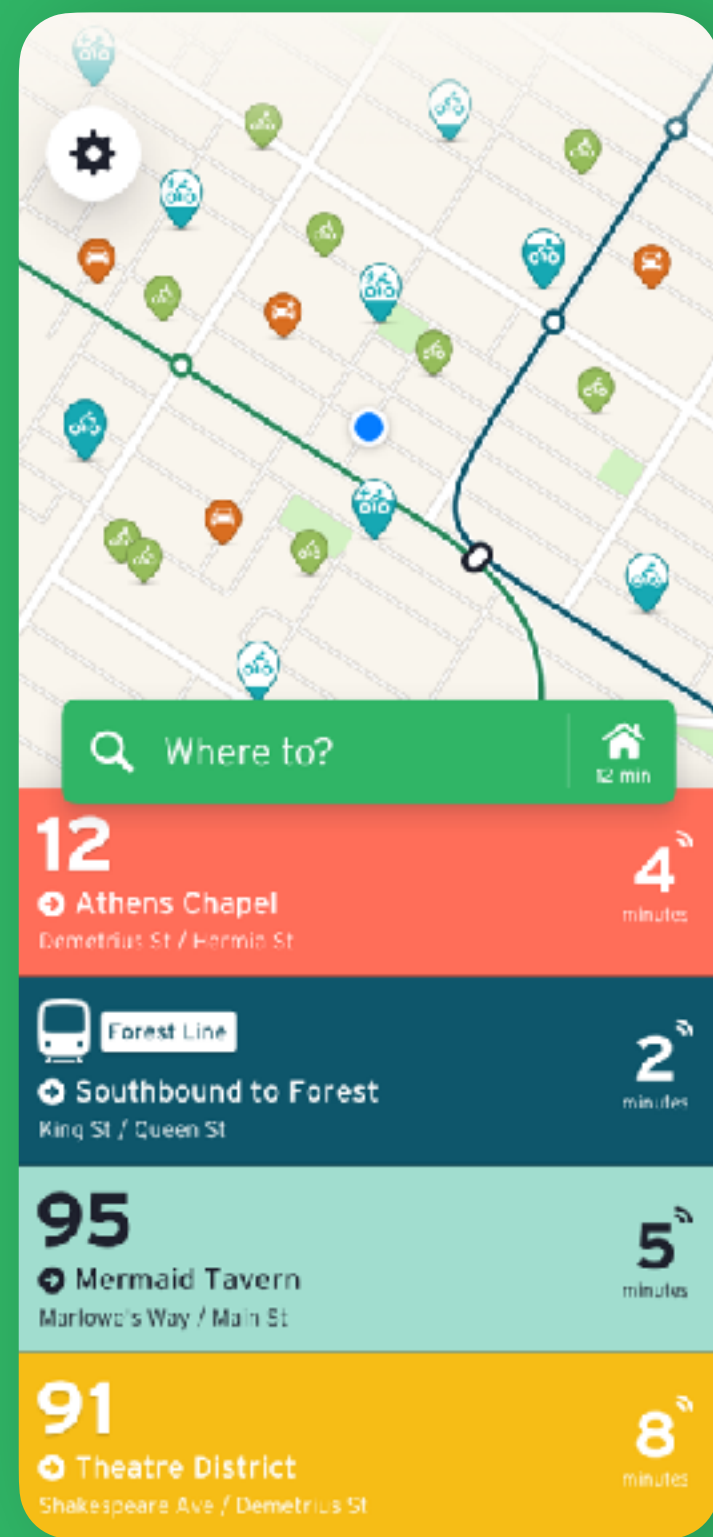 Where to?
12 min
12
Athens Chapel
Demetrius St / Hermia St
4
minutes
Forest Line
Southbound to Forest
King St / Queen St
2
minutes
95
Mermaid Tavern
Marlowe's Way / Main St
5
minutes
91
Theatre District
Shakespeare Ave / Demetrius St
8
minutes